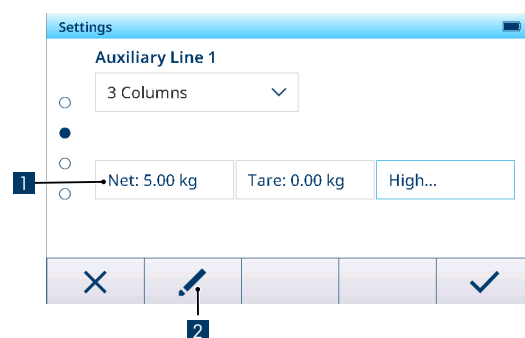 Settings
Auxiliary Line 1
3 Columns
1
Net: 5.00 kg Tare: 0.00 kg High...
2